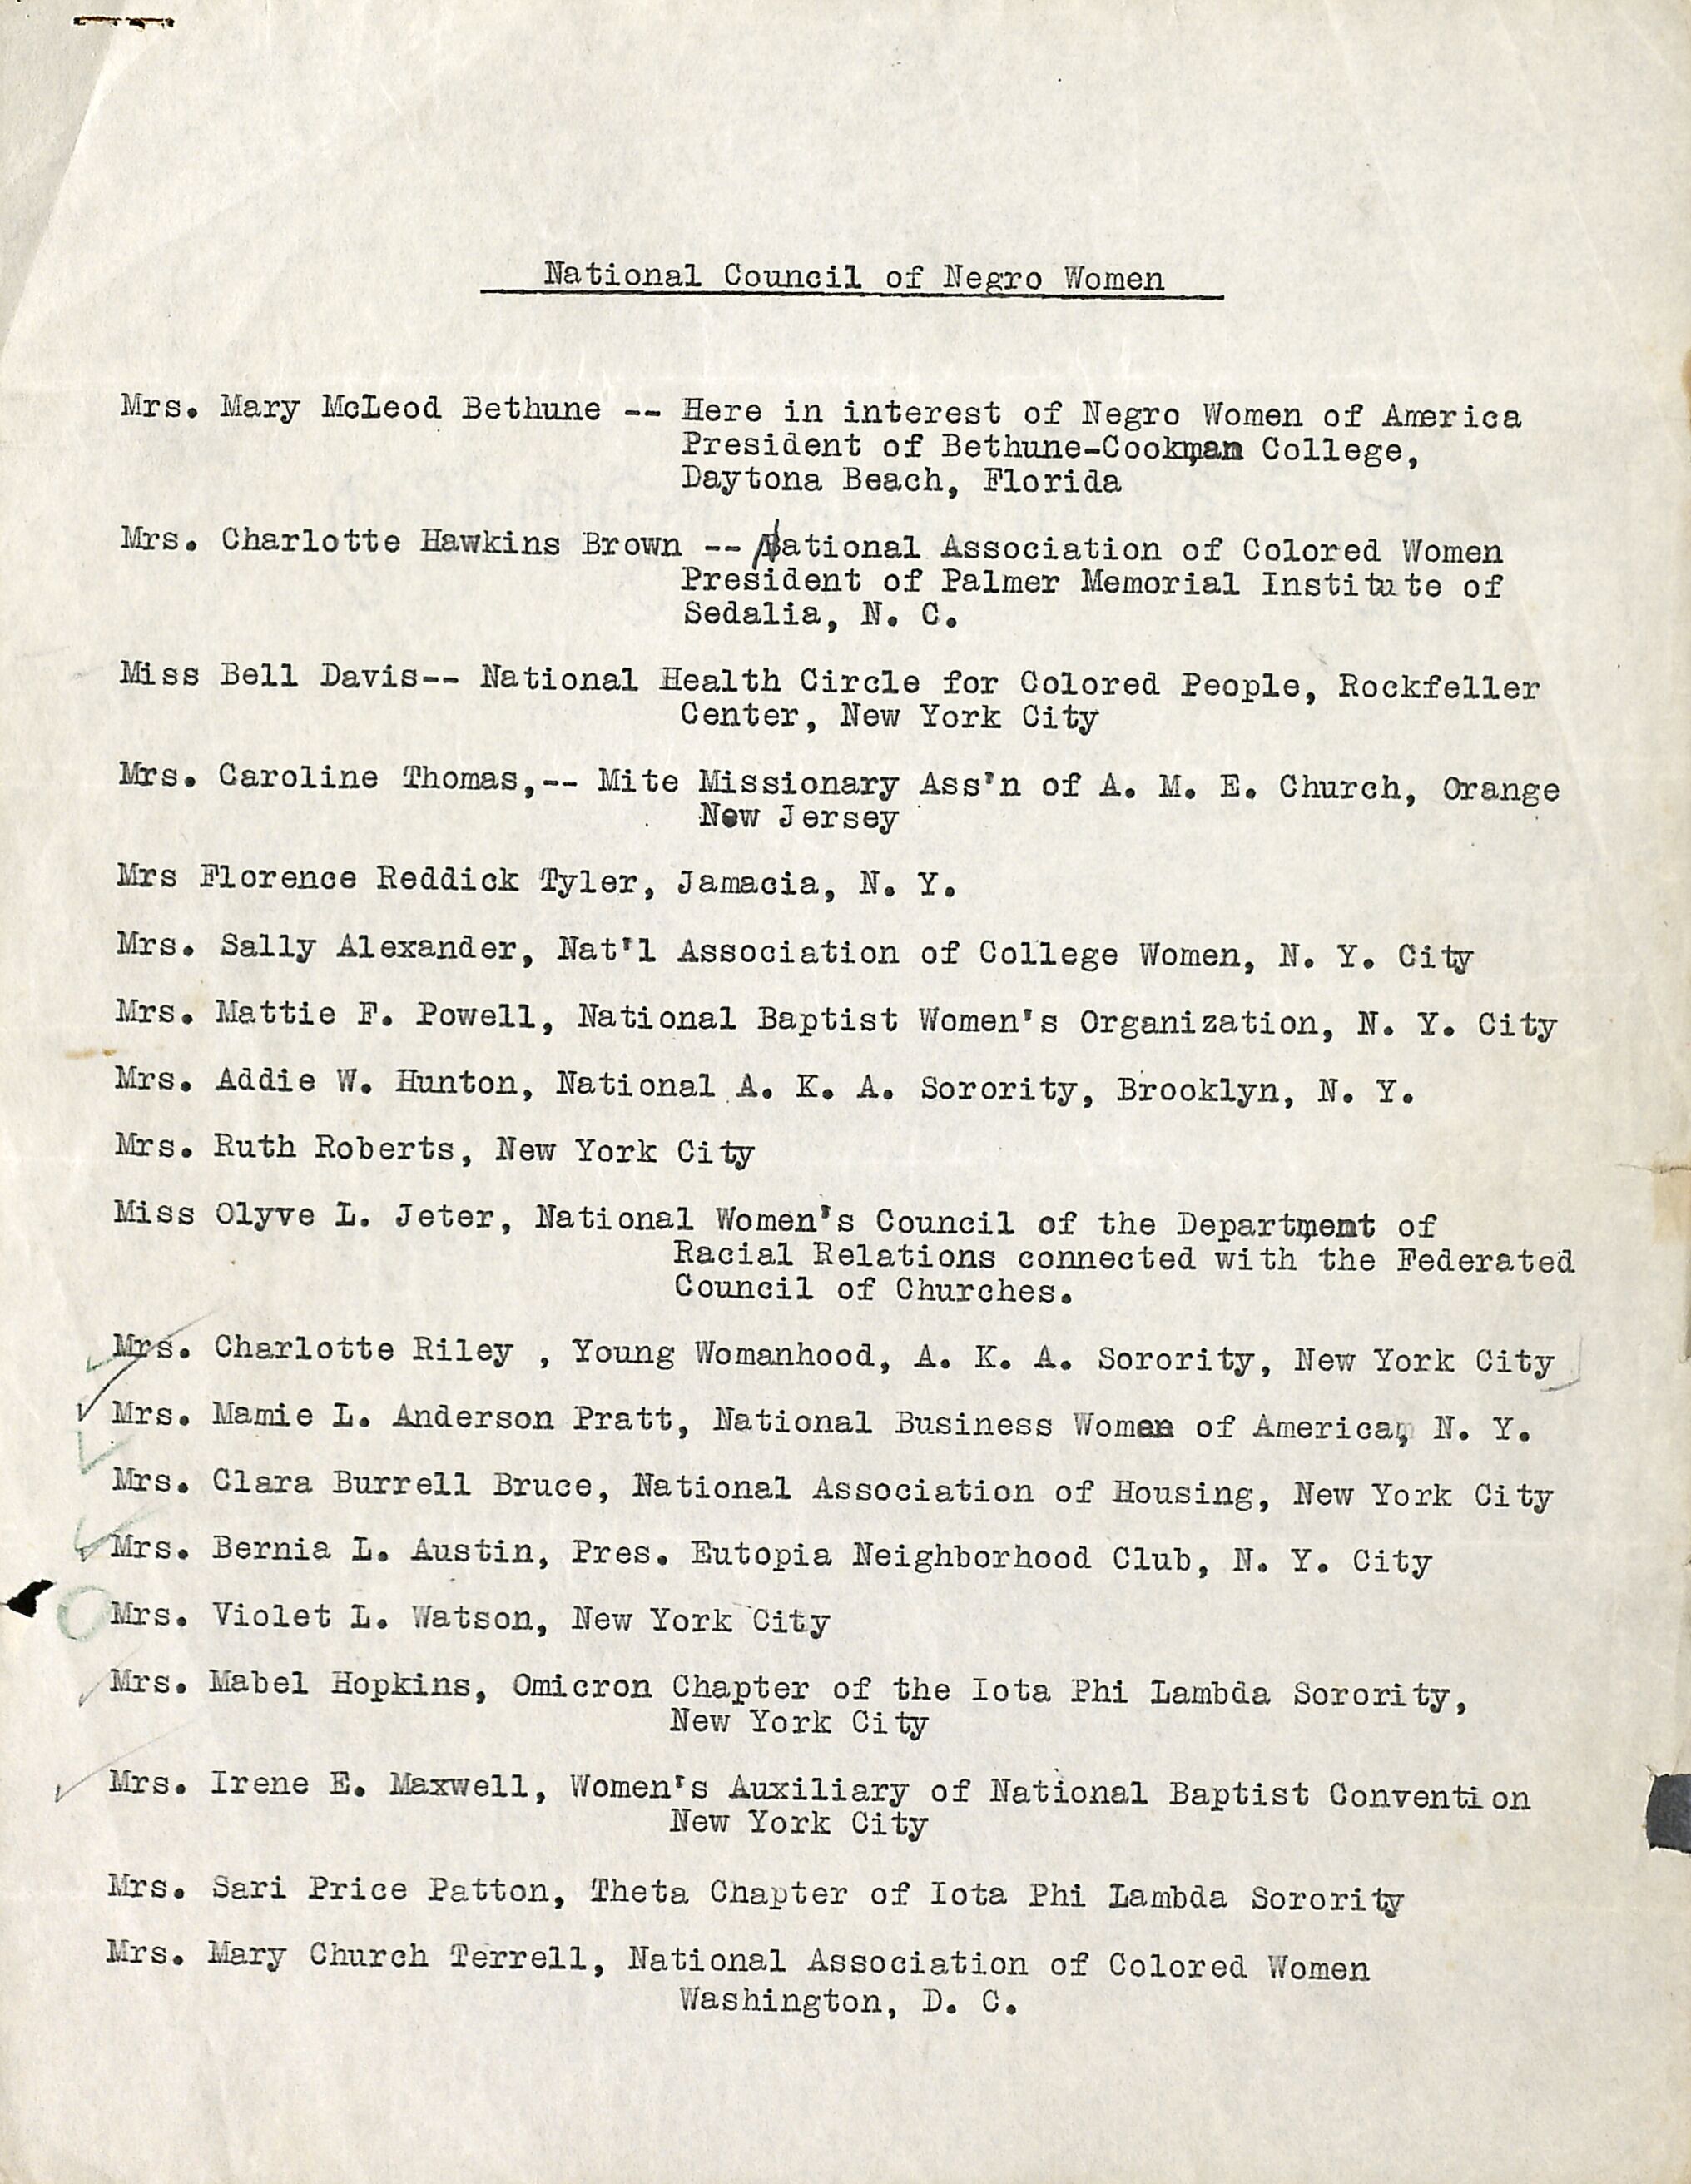 National Council of Negro Women
Mrs. Mary McLeod Bethune -- Here in interest of Negro Women of America
President of Bethune-Cookman College,
Daytona Beach, Florida
Mrs. Charlotte Hawkins Brown -- National Association of Colored Women
President of Palmer Memorial Institute of
Sedalia, N. C.
Miss Bell Davis-- National Health Circle for Colored People, Rockfeller
Center, New York City
Mrs. Caroline Thomas,-- Mite Missionary Ass'n of A. M. E. Church, Orange
New Jersey
Mrs Florence Reddick Tyler, Jamacia, N. Y.
Mrs. Sally Alexander, Nat'l Association of College Women, N. Y. City
Mrs. Mattie F. Powell, National Baptist Women's Organization, N. Y. City
Mrs. Addie W. Hunton, National A. K. A. Sorority, Brooklyn, N. Y.
Mrs. Ruth Roberts, New York City
Miss Olyve L. Jeter, National Women's Council of the Department of
Racial Relations connected with the Federated
Council of Churches.
Mrs. Charlotte Riley , Young Womanhood, A. K. A. Sorority, New York City
Mrs. Mamie L. Anderson Pratt, National Business Women of America, N. Y.
Mrs. Clara Burrell Bruce, National Association of Housing, New York City
Mrs. Bernia L. Austin, Pres. Eutopia Neighborhood Club, N. Y. City
Mrs. Violet L. Watson, New York City
Mrs. Mabel Hopkins, Omicron Chapter of the Iota Phi Lambda Sorority,
New York City
Mrs. Irene E. Maxwell, Women's Auxiliary of National Baptist Convention
New York City
Mrs. Sari Price Patton, Theta Chapter of Iota Phi Lambda Sorority
Mrs. Mary Church Terrell, National Association of Colored Women
Washington, D. C.